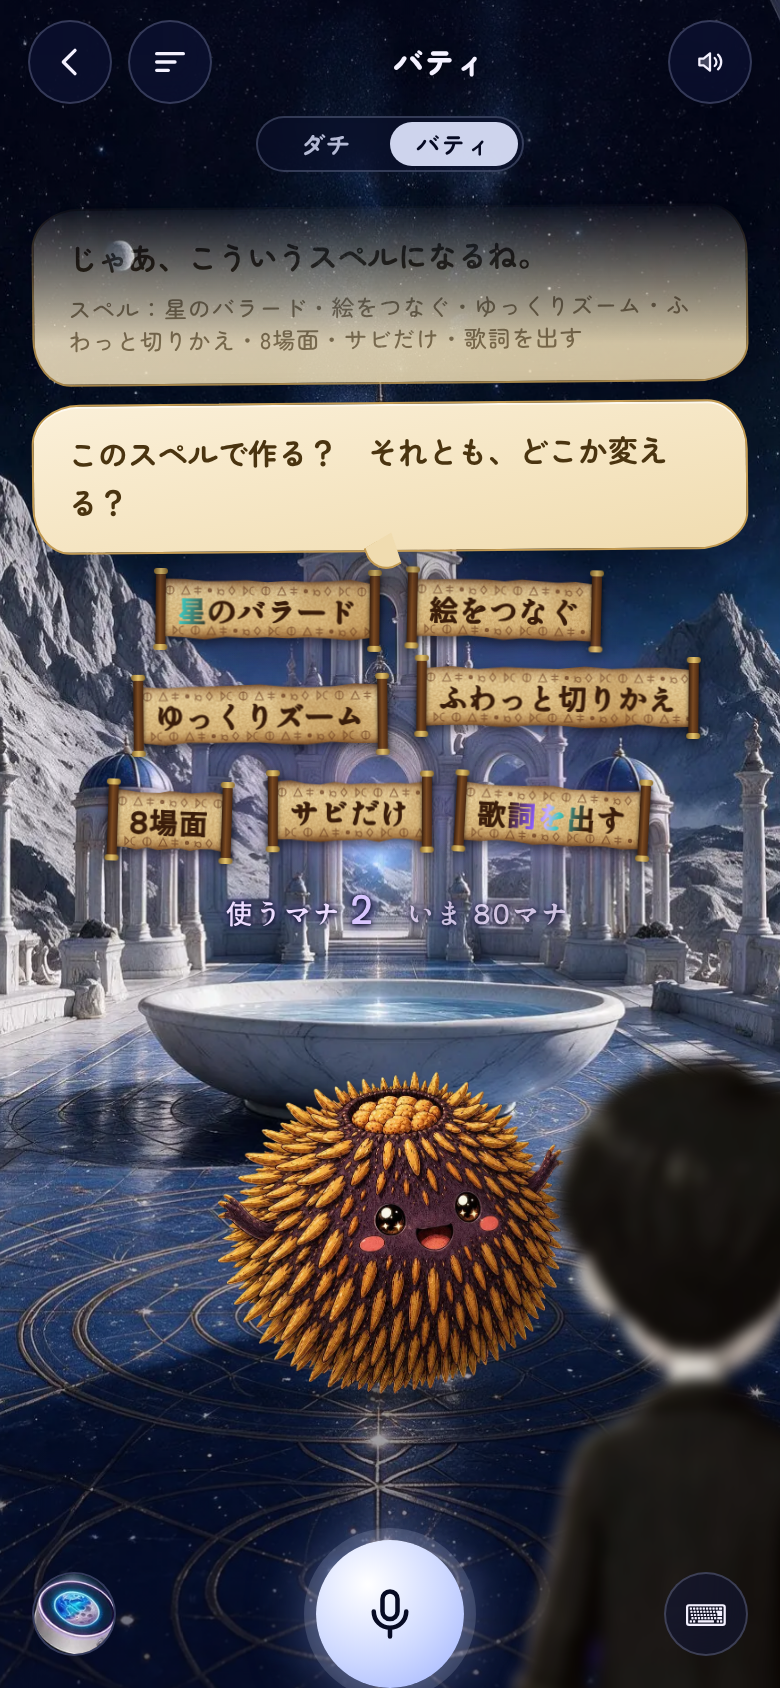 バティ
ダチ
バティ
じゃあ、こういうスペルになるね。
スペル：星のバラード・絵をつなぐ・ゆっくりズーム・ふ
わっと切りかえ・8場面・サビだけ・歌詞を出す
このスペルで作る？　それとも、どこか変え
る？
星のバラード
絵をつなぐ
ゆっくりズーム
ふわっと切りかえ
8場面
サビだけ
歌詞を出す
使うマナ 2　いま 80マナ